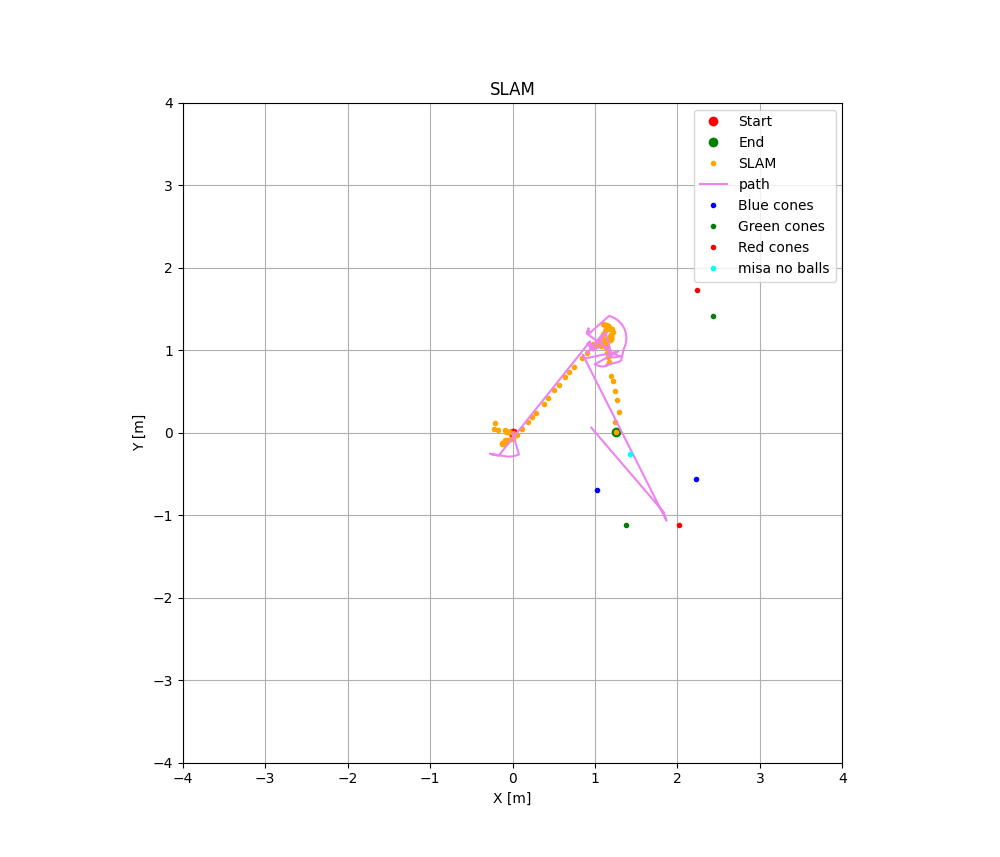 SLAM
Start
End
SLAM
path
Blue cones
Green cones
Red cones
misa no balls
4
3
2
1
0
−1
−2
−3
−4
Y [m]
−4 −3 −2 −1 0 1 2 3 4
X [m]